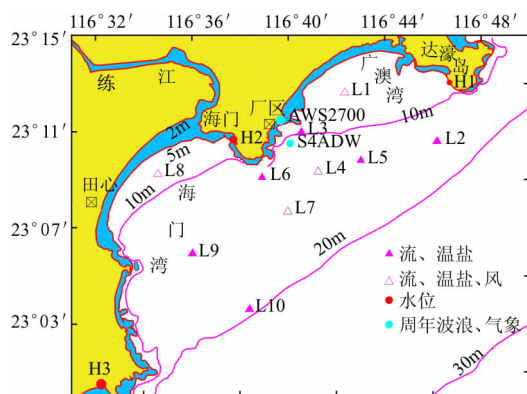 116°32′ 116°36′ 116°40′ 116°44′ 116°48′
23°15′
23°11′
23°07′
23°03′
达濠岛
H1
广澳湾
练江
L1
厂区
AWS2700
10m
海门
2m
H2
L3
S4ADW
L2
5m
L5
L8
L6
L4
田心
10m
海门湾
L7
20m
L9
L10
30m
H3
流、温盐
流、温盐、风
水位
周年波浪、气象